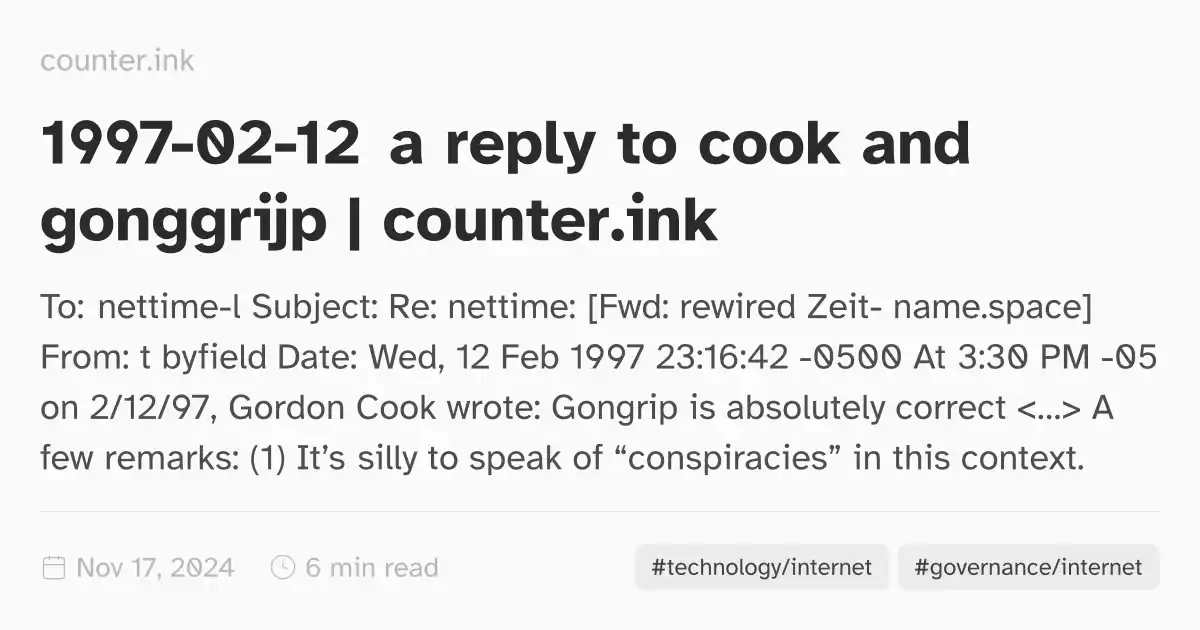 counter.ink
1997-02-12 a reply to cook and
gonggrijp | counter.ink
To: nettime-l Subject: Re: nettime: [Fwd: rewired Zeit- name.space]
From: t byfield Date: Wed, 12 Feb 1997 23:16:42 -0500 At 3:30 PM -05
on 2/12/97, Gordon Cook wrote: Gongrip is absolutely correct <...> A
few remarks: (1) It’s silly to speak of “conspiracies” in this context.
Nov 17, 2024 6 min read #technology/internet #governance/internet